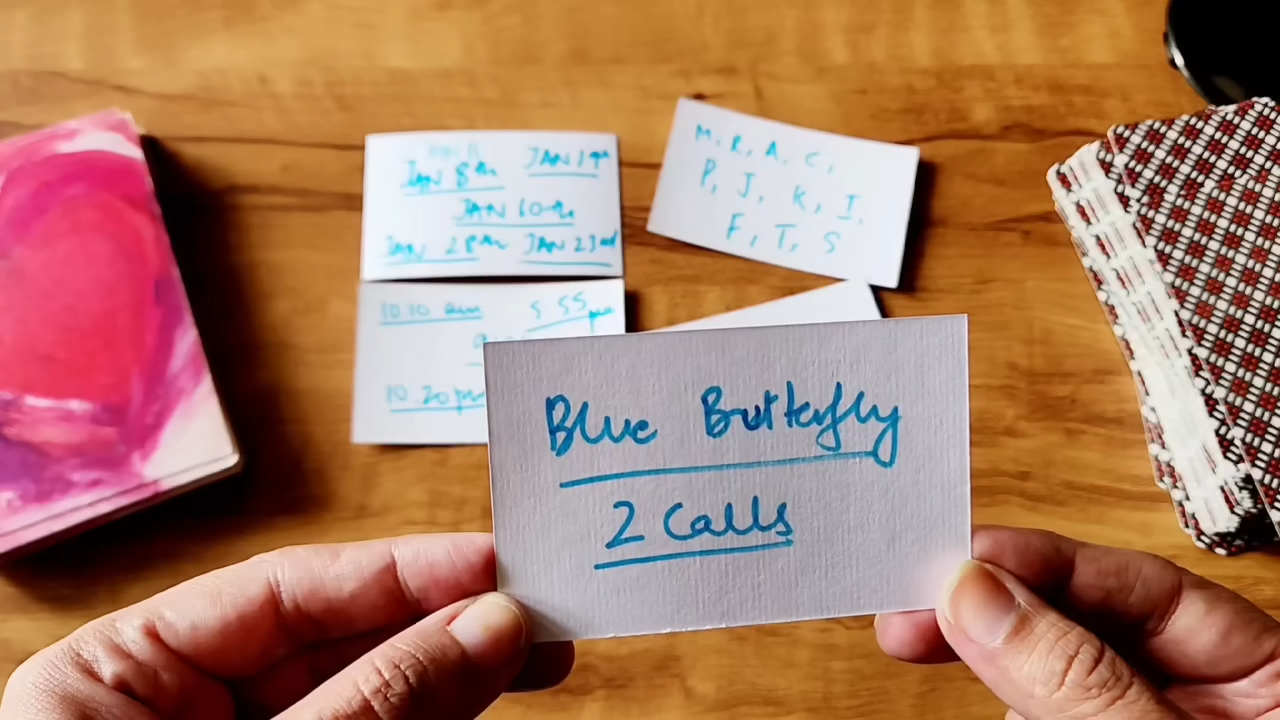 JAN 8th JAN 19th
JAN 10th
JAN 28th JAN 23rd
M, R, A, C,
P, J, K, I,
F, T, S
10:10 am 5 55 pm
10:20 pm
Blue Butterfly
2 Calls